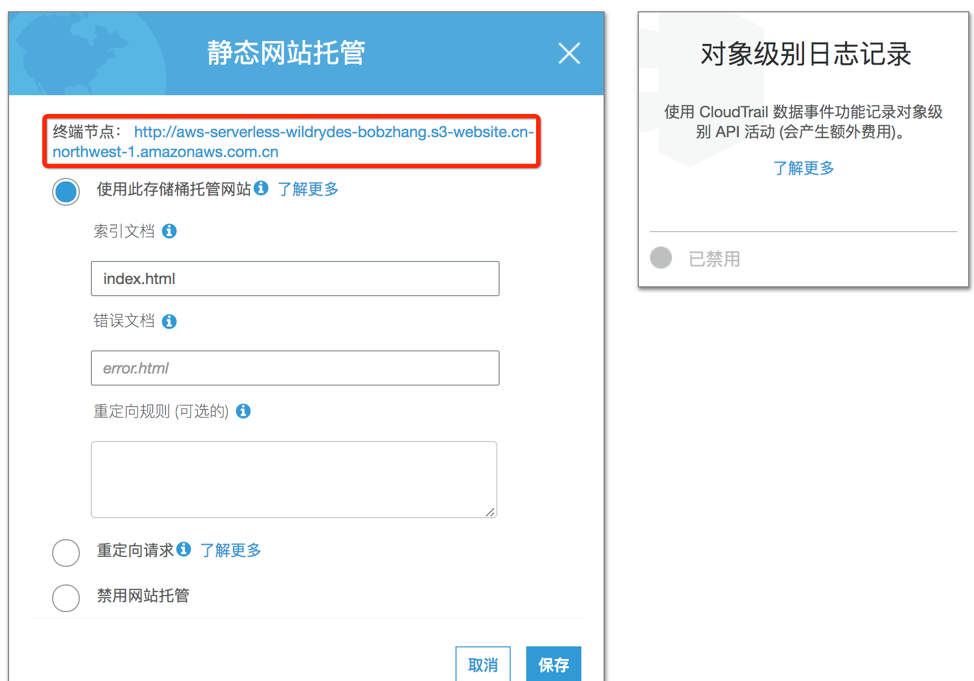 静态网站托管
终端节点： http://aws-serverless-wildrydes-bobzhang.s3-website.cn-
northwest-1.amazonaws.com.cn
使用此存储桶托管网站 了解更多
索引文档
index.html
错误文档
error.html
重定向规则 (可选的)
重定向请求 了解更多
禁用网站托管
取消 保存
对象级别日志记录
使用 CloudTrail 数据事件功能记录对象级
别 API 活动 (会产生额外费用)。
了解更多
已禁用